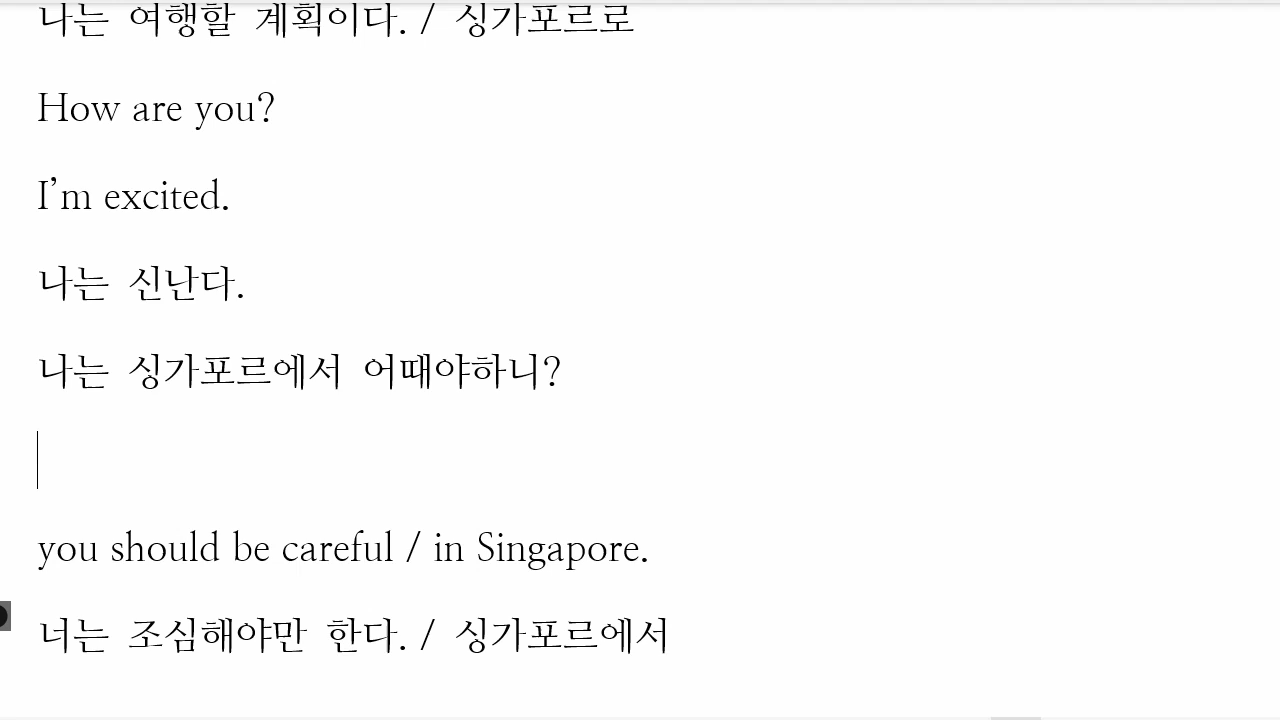 나는 여행할 계획이다. / 싱가포르로
How are you?
I’m excited.
나는 신난다.
나는 싱가포르에서 어때야하니?
you should be careful / in Singapore.
너는 조심해야만 한다. / 싱가포르에서